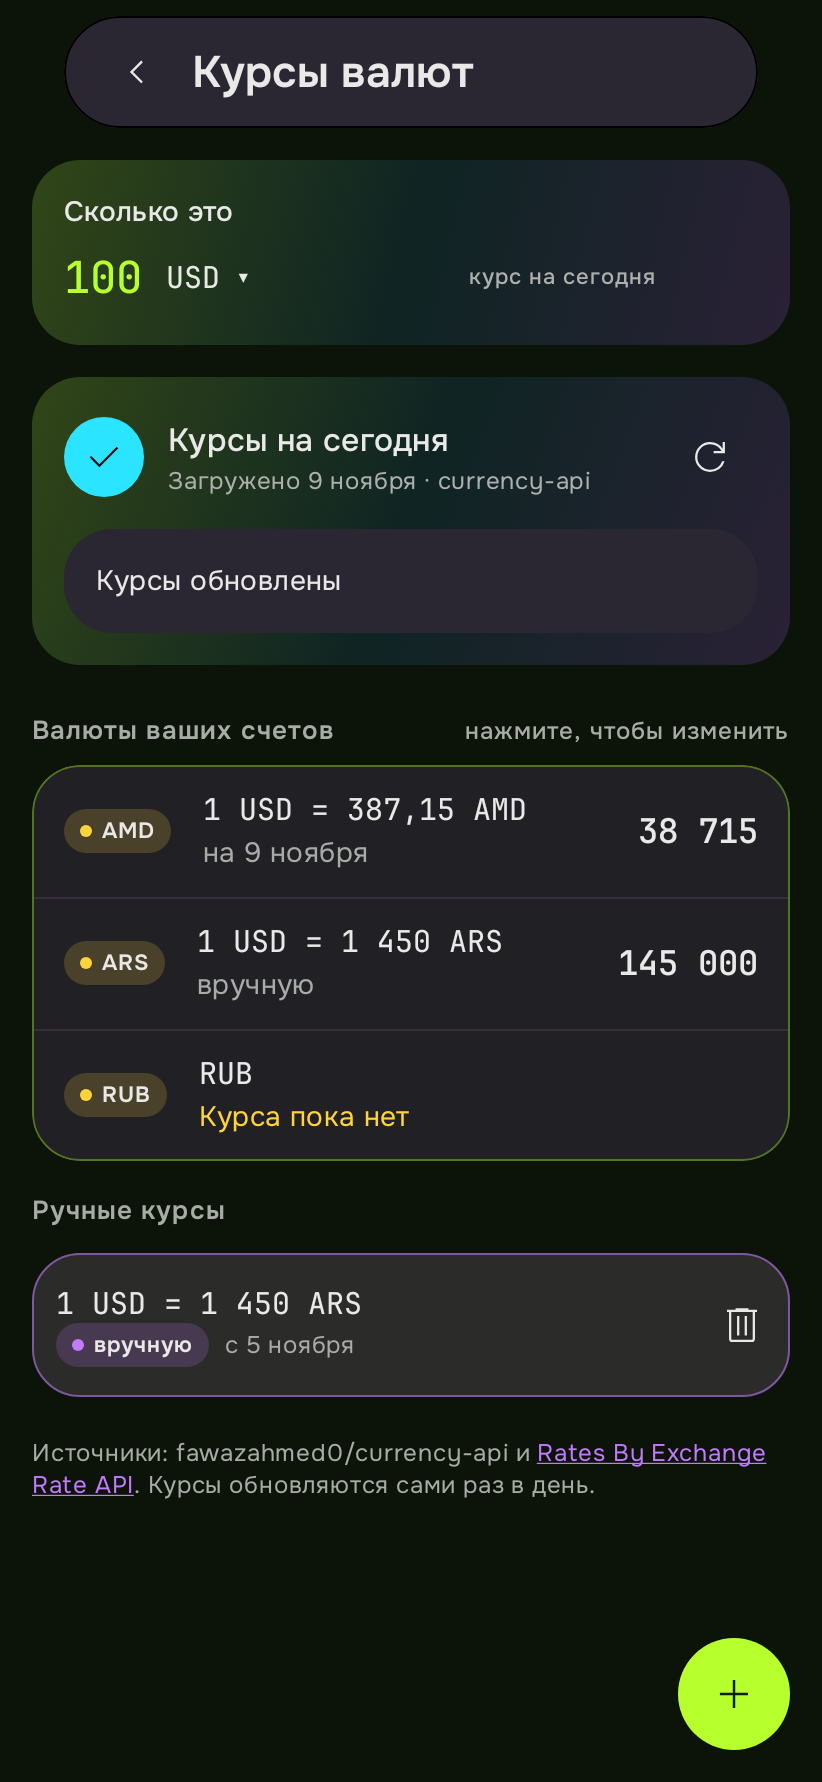 Курсы валют
Сколько это
100 USD ▾
курс на сегодня
Курсы на сегодня
Загружено 9 ноября · currency-api
Курсы обновлены
Валюты ваших счетов
нажмите, чтобы изменить
AMD
1 USD = 387,15 AMD
на 9 ноября
38 715
ARS
1 USD = 1 450 ARS
вручную
145 000
RUB
RUB
Курса пока нет
Ручные курсы
1 USD = 1 450 ARS
вручную
с 5 ноября
Источники: fawazahmed0/currency-api и Rates By Exchange
Rate API. Курсы обновляются сами раз в день.